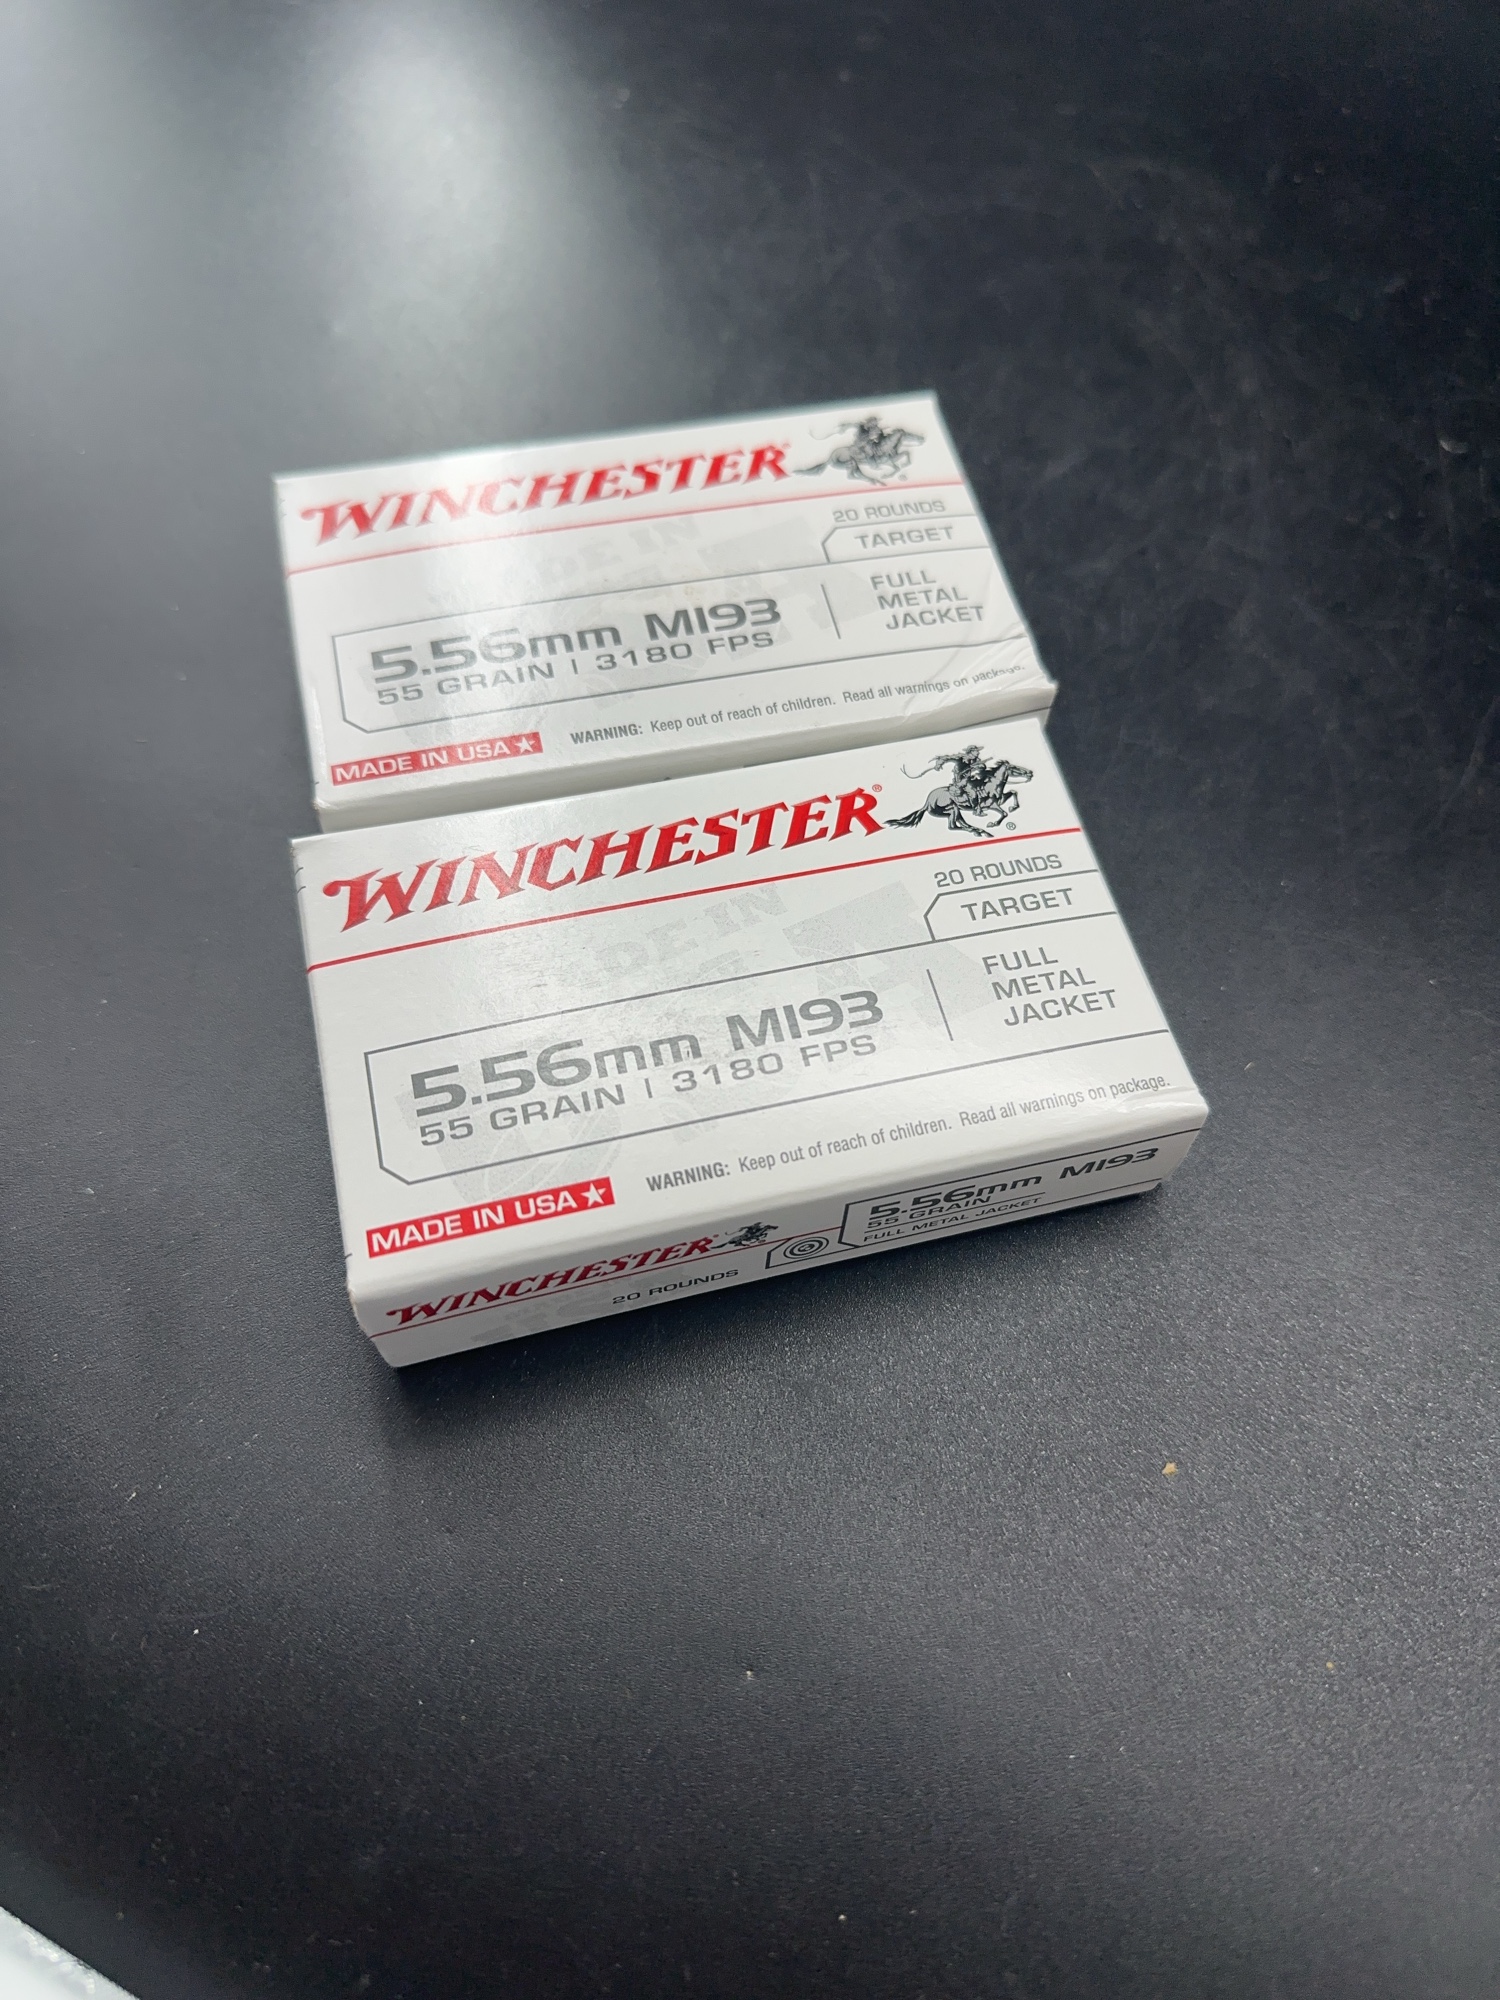 WINCHESTER
20 ROUNDS
TARGET
5.56mm M193
55 GRAIN | 3180 FPS
FULL
METAL
JACKET
MADE IN USA
WARNING: Keep out of reach of children. Read all warnings on package.
WINCHESTER®
®
20 ROUNDS
TARGET
5.56mm M193
55 GRAIN | 3180 FPS
FULL
METAL
JACKET
MADE IN USA
WARNING: Keep out of reach of children. Read all warnings on package.
WINCHESTER
20 ROUNDS
5.56mm M193
55 GRAIN
FULL METAL JACKET